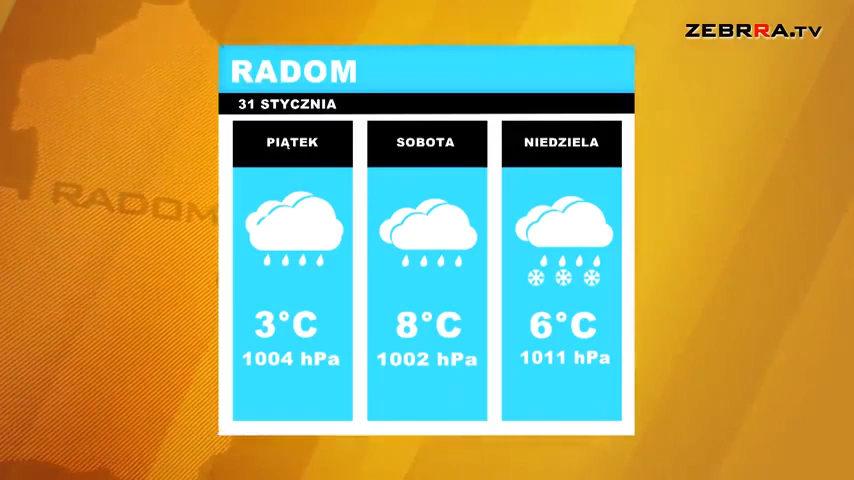 ZEBRRA.TV
RADOM
31 STYCZNIA
PIĄTEK
SOBOTA
NIEDZIELA
RADOM
3°C
8°C
6°C
1004 hPa
1002 hPa
1011 hPa